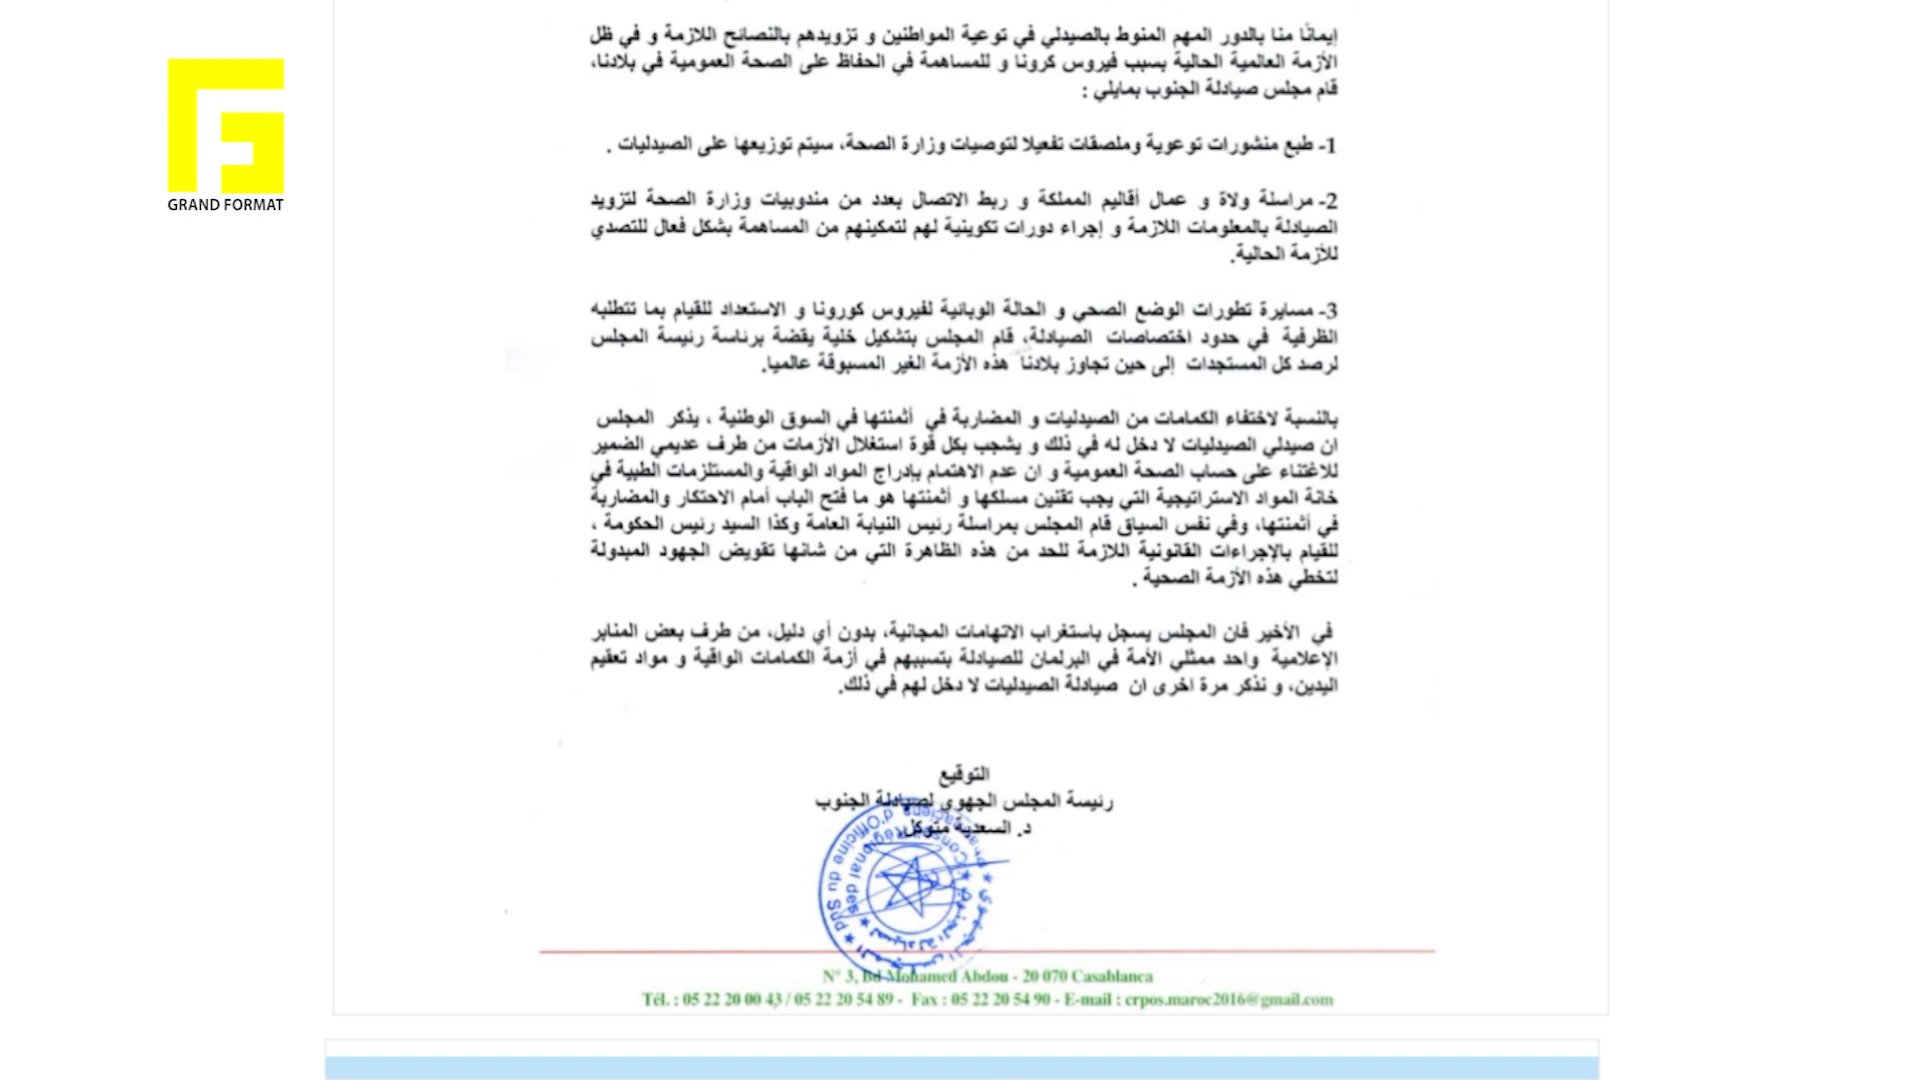 GRAND FORMAT
إيمانًا منا بالدور المهم المنوط بالصيدلي في توعية المواطنين و تزويدهم بالنصائح اللازمة و في ظل
الأزمة العالمية الحالية بسبب فيروس كرونا و للمساهمة في الحفاظ على الصحة العمومية في بلادنا،
قام مجلس صيادلة الجنوب بمايلي :
1- طبع منشورات توعوية وملصقات تفعيلا لتوصيات وزارة الصحة، سيتم توزيعها على الصيدليات .
2- مراسلة ولاة و عمال أقاليم المملكة و ربط الاتصال بعدد من مندوبيات وزارة الصحة لتزويد
الصيادلة بالمعلومات اللازمة و إجراء دورات تكوينية لهم لتمكينهم من المساهمة بشكل فعال للتصدي
للأزمة الحالية.
3- مسايرة تطورات الوضع الصحي و الحالة الوبائية لفيروس كورونا و الاستعداد للقيام بما تتطلبه
الظرفية في حدود اختصاصات الصيادلة، قام المجلس بتشكيل خلية يقضة برئاسة رئيسة المجلس
لرصد كل المستجدات إلى حين تجاوز بلادنا هذه الأزمة الغير المسبوقة عالميا.
بالنسبة لاختفاء الكمامات من الصيدليات و المضاربة في أثمنتها في السوق الوطنية ، يذكر المجلس
ان صيدلي الصيدليات لا دخل له في ذلك و يشجب بكل قوة استغلال الأزمات من طرف عديمي الضمير
للاغتناء على حساب الصحة العمومية و ان عدم الاهتمام بإدراج المواد الواقية والمستلزمات الطبية في
خانة المواد الاستراتيجية التي يجب تقنين مسلكها و أثمنتها هو ما فتح الباب أمام الاحتكار والمضاربة
في أثمنتها، وفي نفس السياق قام المجلس بمراسلة رئيس النيابة العامة وكذا السيد رئيس الحكومة ،
للقيام بالإجراءات القانونية اللازمة للحد من هذه الظاهرة التي من شانها تقويض الجهود المبدولة
لتخطي هذه الأزمة الصحية .
في الأخير فان المجلس يسجل باستغراب الاتهامات المجانية، بدون أي دليل، من طرف بعض المنابر
الإعلامية واحد ممثلي الأمة في البرلمان للصيادلة بتسببهم في أزمة الكمامات الواقية و مواد تعقيم
اليدين، و نذكر مرة اخرى ان صيادلة الصيدليات لا دخل لهم في ذلك.
التوقيع
رئيسة المجلس الجهوي لصيادلة الجنوب
د. السعدية متوكل
Conseil Régional des
d'Officine du Sud
N° 3, Bd Mohamed Abdou - 20 070 Casablanca
Tél. : 05 22 20 00 43 / 05 22 20 54 89 - Fax : 05 22 20 54 90 - E-mail : crpos.maroc2016@gmail.com